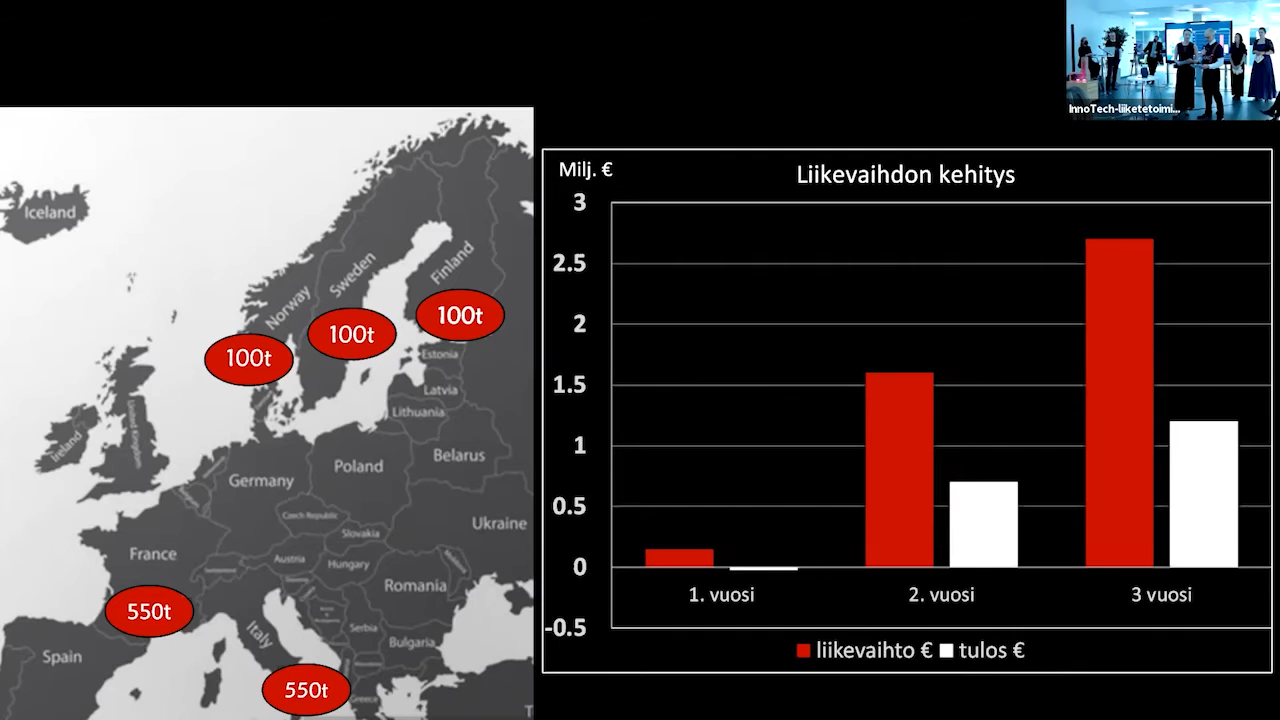 InnoTech-liiketetoimi...
Iceland
Norway
Sweden
Finland
100t
100t
100t
Estonia
Latvia
Lithuania
Ireland
United Kingdom
Belarus
Poland
Germany
Czech Republic
Slovakia
Ukraine
France
Austria
Hungary
Romania
Moldova
550t
Spain
Italy
Serbia
Bulgaria
Greece
550t
T
Milj. €
Liikevaihdon kehitys
3
2.5
2
1.5
1
0.5
0
-0.5
1. vuosi
2. vuosi
3 vuosi
liikevaihto €
tulos €